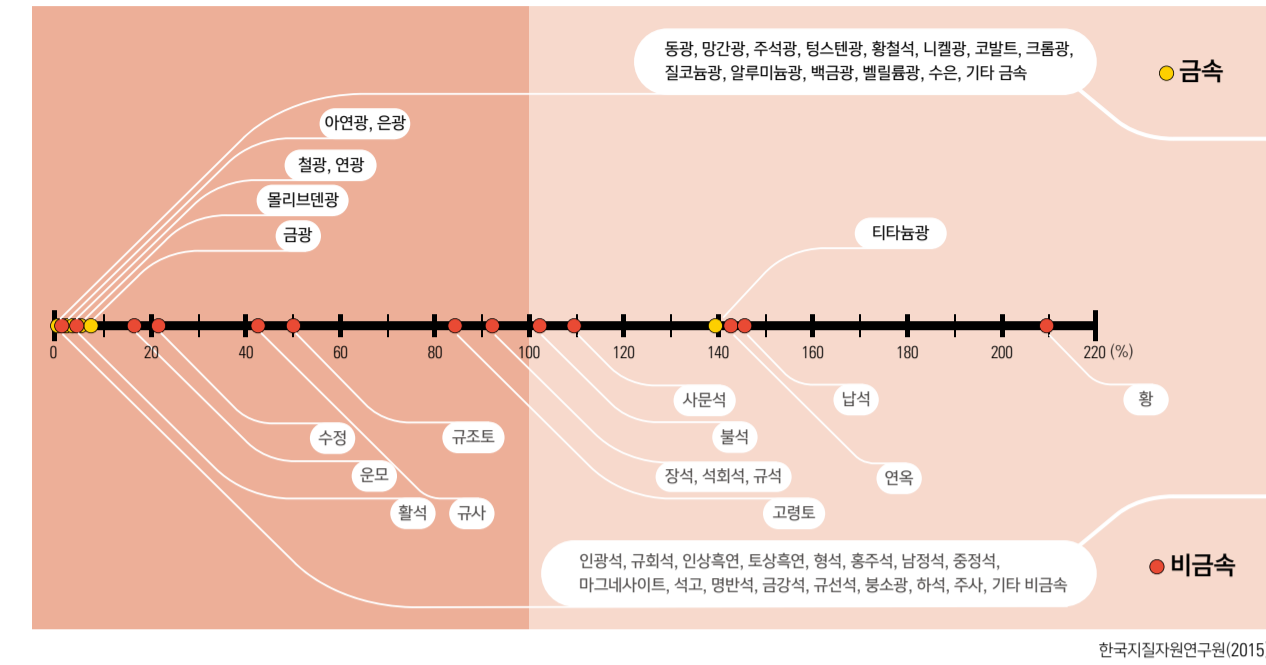 동광, 망간광, 주석광, 텅스텐광, 황철석, 니켈광, 코발트, 크롬광,
질코늄광, 알루미늄광, 백금광, 벨릴륨광, 수은, 기타 금속
금속
아연광, 은광
철광, 연광
몰리브덴광
금광
티타늄광
0 20 40 60 80 100 120 140 160 180 200 220 (%)
사문석
납석
황
수정
규조토
불석
운모
장석, 석회석, 규석
연옥
활석
규사
고령토
인광석, 규회석, 인상흑연, 토상흑연, 형석, 홍주석, 남정석, 중정석,
마그네사이트, 석고, 명반석, 금강석, 규선석, 붕소광, 하석, 주사, 기타 비금속
비금속
한국지질자원연구원(2015)